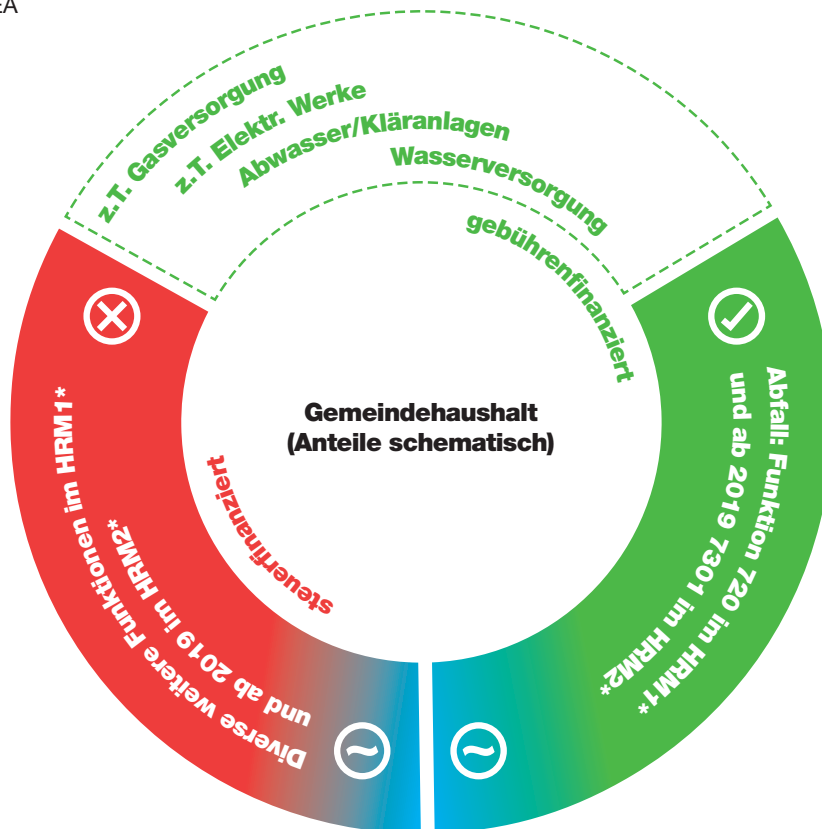 EA
z.T. Gasversorgung
z.T. Elektr. Werke
Abwasser/Kläranlagen
Wasserversorgung
gebührenfinanziert
Gemeindehaushalt
(Anteile schematisch)
steuerfinanziert
Diverse weitere Funktionen im HRM1*
und ab 2019 im HRM2*
Abfall: Funktion 720 im HRM1*
und ab 2019 7301 im HRM2*